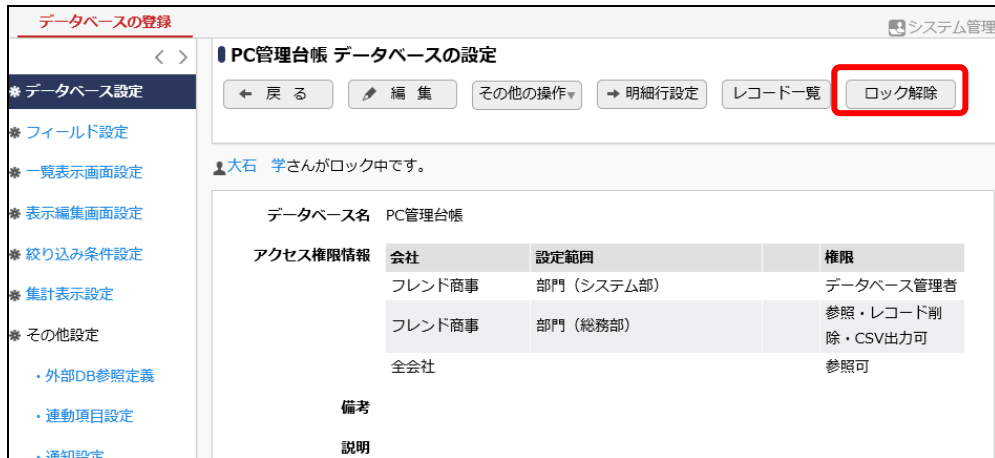 データベースの登録
システム管理
< >
PC管理台帳 データベースの設定
データベース設定
← 戻 る
編 集
その他の操作▼
→ 明細行設定
レコード一覧
ロック解除
フィールド設定
一覧表示画面設定
大石 学さんがロック中です。
表示編集画面設定
データベース名 PC管理台帳
絞り込み条件設定
アクセス権限情報
会社 設定範囲 権限
フレンド商事 部門（システム部） データベース管理者
集計表示設定
フレンド商事 部門（総務部） 参照・レコード削
除・CSV出力可
その他設定
全会社 参照可
・外部DB参照定義
備考
・連動項目設定
説明
・通知設定